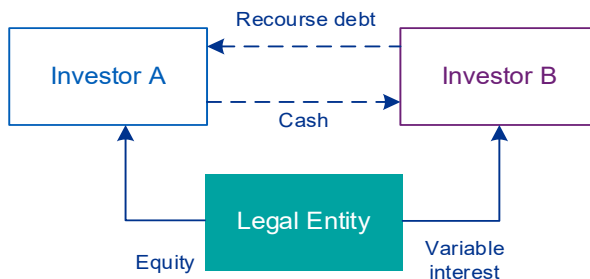 Recourse debt
Investor A
Investor B
Cash
Legal Entity
Equity
Variable
interest